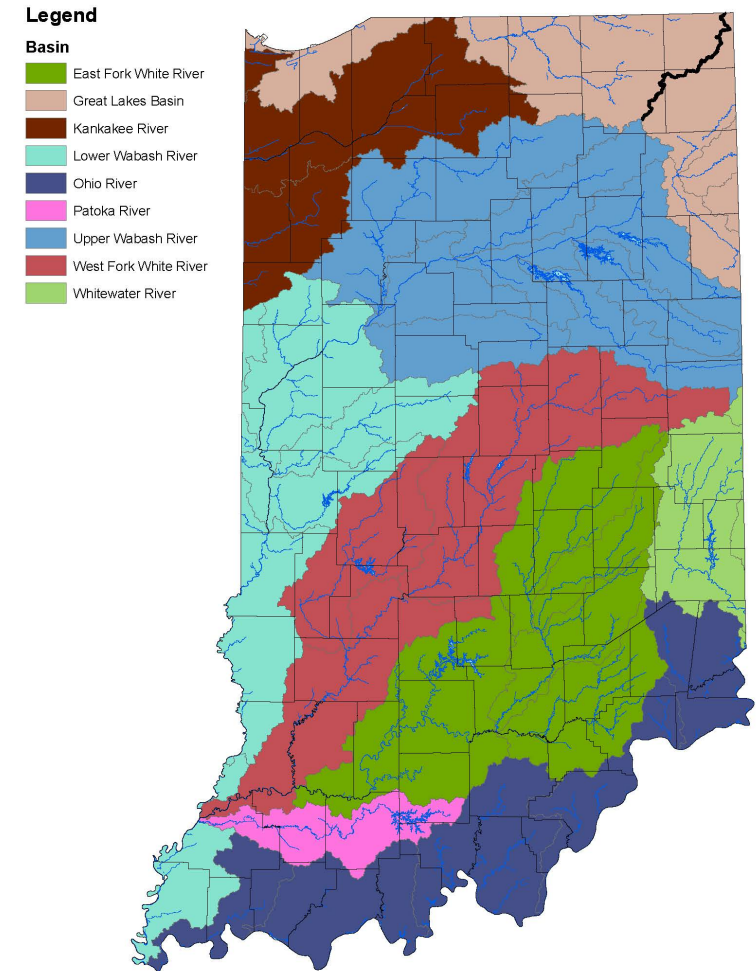 Legend
Basin
East Fork White River
Great Lakes Basin
Kankakee River
Lower Wabash River
Ohio River
Patoka River
Upper Wabash River
West Fork White River
Whitewater River